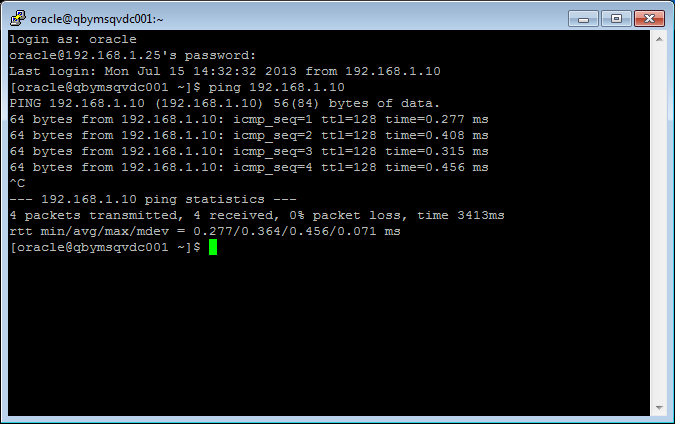 oracle@qbymsqvdc001:~
login as: oracle
oracle@192.168.1.25's password:
Last login: Mon Jul 15 14:32:32 2013 from 192.168.1.10
[oracle@qbymsqvdc001 ~]$ ping 192.168.1.10
PING 192.168.1.10 (192.168.1.10) 56(84) bytes of data.
64 bytes from 192.168.1.10: icmp_seq=1 ttl=128 time=0.277 ms
64 bytes from 192.168.1.10: icmp_seq=2 ttl=128 time=0.408 ms
64 bytes from 192.168.1.10: icmp_seq=3 ttl=128 time=0.315 ms
64 bytes from 192.168.1.10: icmp_seq=4 ttl=128 time=0.456 ms
^C
--- 192.168.1.10 ping statistics ---
4 packets transmitted, 4 received, 0% packet loss, time 3413ms
rtt min/avg/max/mdev = 0.277/0.364/0.456/0.071 ms
[oracle@qbymsqvdc001 ~]$